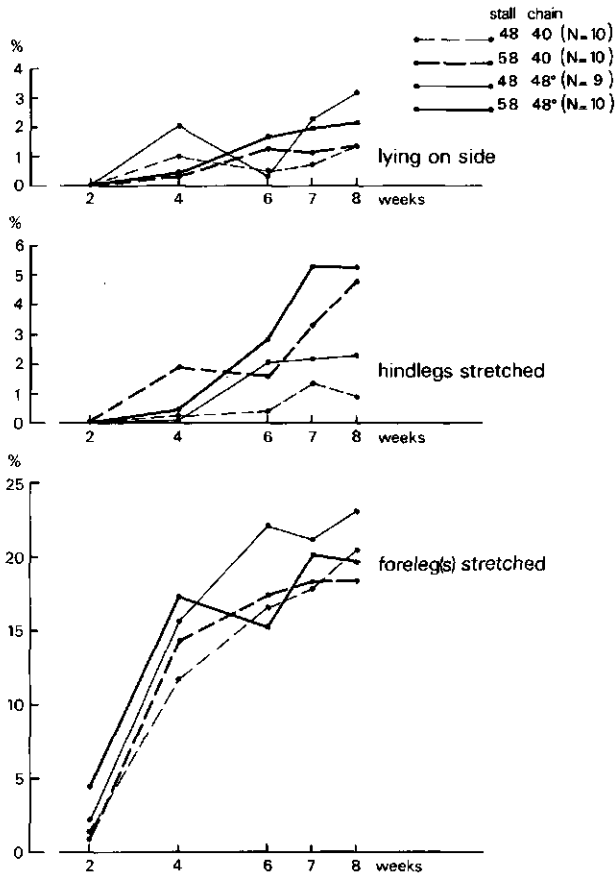 stall chain
48 40 (N=10)
58 40 (N=10)
48 48° (N=9)
58 48° (N=10)
%
4
3
2
1
0
lying on side
2 4 6 7 8 weeks
%
6
5
4
3
2
1
0
hindlegs stretched
2 4 6 7 8 weeks
%
25
20
15
10
5
0
foreleg(s) stretched
2 4 6 7 8 weeks